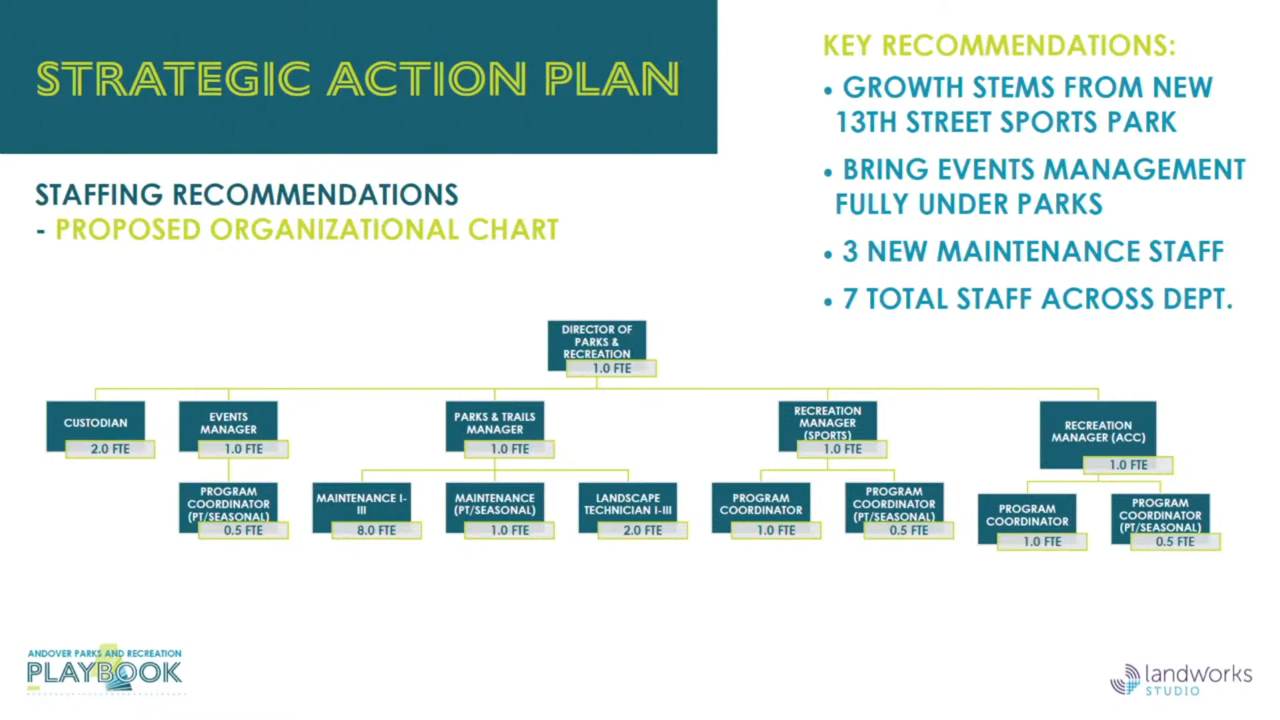 STRATEGIC ACTION PLAN
STAFFING RECOMMENDATIONS
- PROPOSED ORGANIZATIONAL CHART
KEY RECOMMENDATIONS:
• GROWTH STEMS FROM NEW
13TH STREET SPORTS PARK
• BRING EVENTS MANAGEMENT
FULLY UNDER PARKS
• 3 NEW MAINTENANCE STAFF
• 7 TOTAL STAFF ACROSS DEPT.
DIRECTOR OF
PARKS &
RECREATION
1.0 FTE
CUSTODIAN
2.0 FTE
EVENTS
MANAGER
1.0 FTE
PARKS & TRAILS
MANAGER
1.0 FTE
RECREATION
MANAGER
(SPORTS)
1.0 FTE
RECREATION
MANAGER (ACC)
1.0 FTE
PROGRAM
COORDINATOR
(PT/SEASONAL)
0.5 FTE
MAINTENANCE I-
III
8.0 FTE
MAINTENANCE
(PT/SEASONAL)
1.0 FTE
LANDSCAPE
TECHNICIAN I-III
2.0 FTE
PROGRAM
COORDINATOR
1.0 FTE
PROGRAM
COORDINATOR
(PT/SEASONAL)
0.5 FTE
PROGRAM
COORDINATOR
1.0 FTE
PROGRAM
COORDINATOR
(PT/SEASONAL)
0.5 FTE
ANDOVER PARKS AND RECREATION
PLAYBOOK
landworks
STUDIO